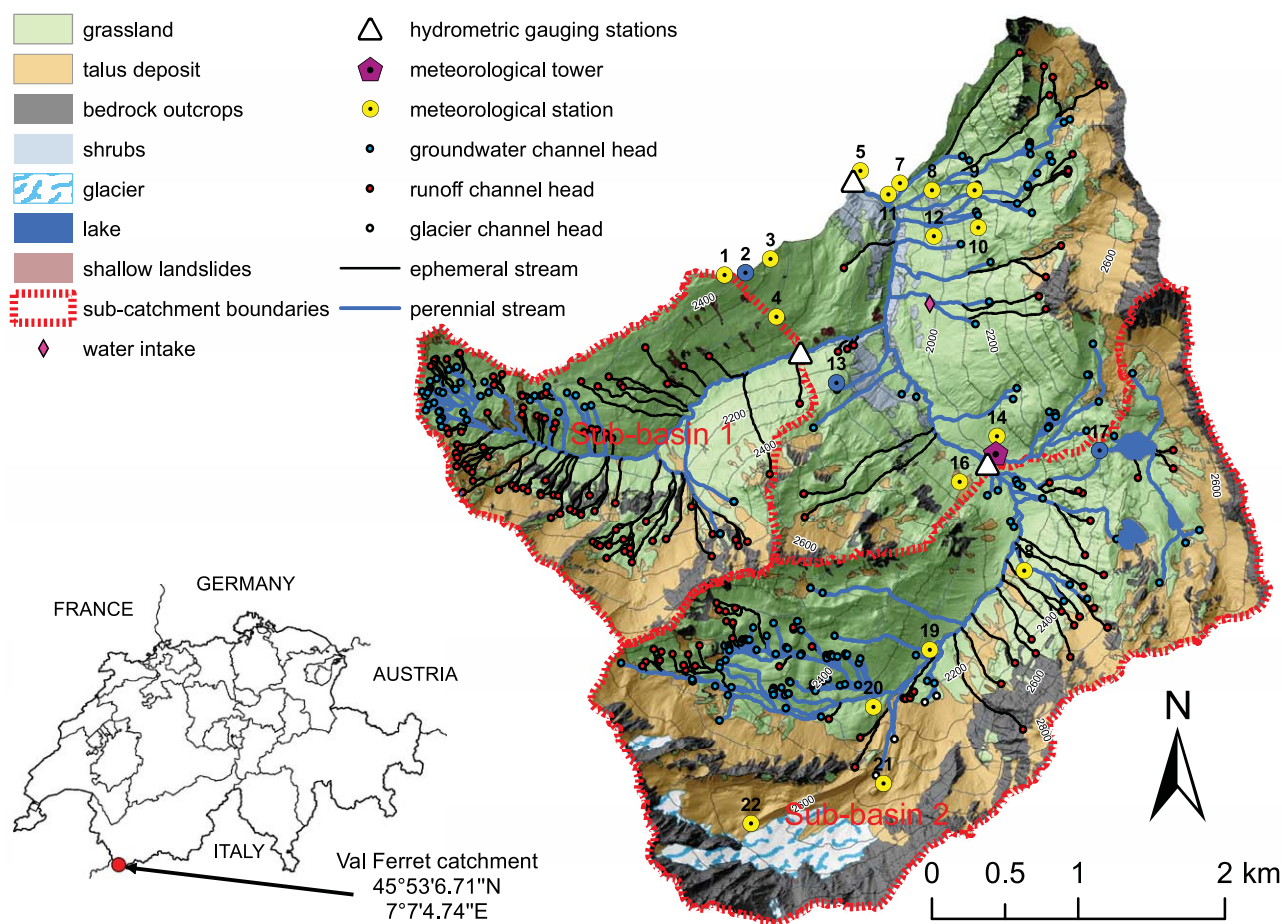 grassland
talus deposit
bedrock outcrops
shrubs
glacier
lake
shallow landslides
sub-catchment boundaries
water intake
hydrometric gauging stations
meteorological tower
meteorological station
groundwater channel head
runoff channel head
glacier channel head
ephemeral stream
perennial stream
5
7
8
9
11
12
10
1
2
3
4
13
14
16
17
18
19
20
21
22
2400
2600
2000
2200
2200
2400
2600
2600
2400
2200
2600
2800
2400
2600
Sub-basin 1
Sub-basin 2
GERMANY
FRANCE
AUSTRIA
ITALY
Val Ferret catchment
45°53'6.71"N
7°7'4.74"E
N
0 0.5 1 2 km